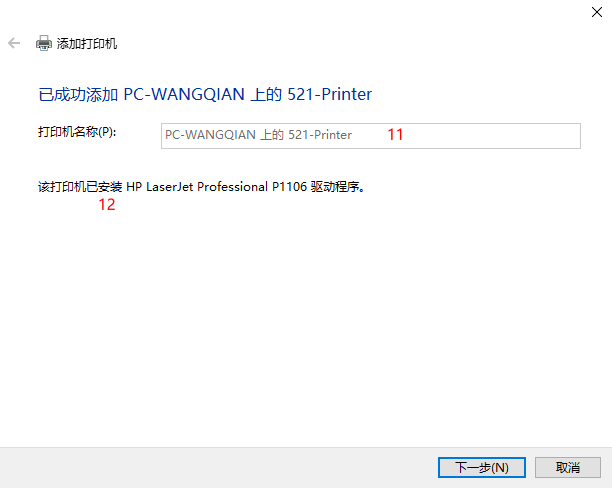 添加打印机
已成功添加 PC-WANGQIAN 上的 521-Printer
打印机名称(P): PC-WANGQIAN 上的 521-Printer 11
该打印机已安装 HP LaserJet Professional P1106 驱动程序。
12
下一步(N) 取消